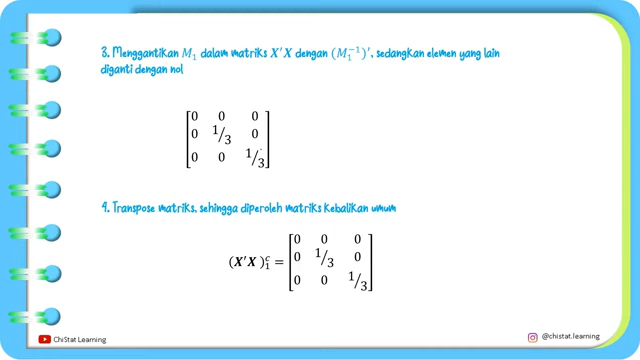 3. Menggantikan M₁ dalam matriks X'X dengan (M₁⁻¹)', sedangkan elemen yang lain
diganti dengan nol
0 0 0
0 1/3 0
0 0 1/3
4. Transpose matriks, sehingga diperoleh matriks kebalikan umum
(X'X)₁ᶜ = 
0 0 0
0 1/3 0
0 0 1/3
ChiStat Learning
@chistat.learning